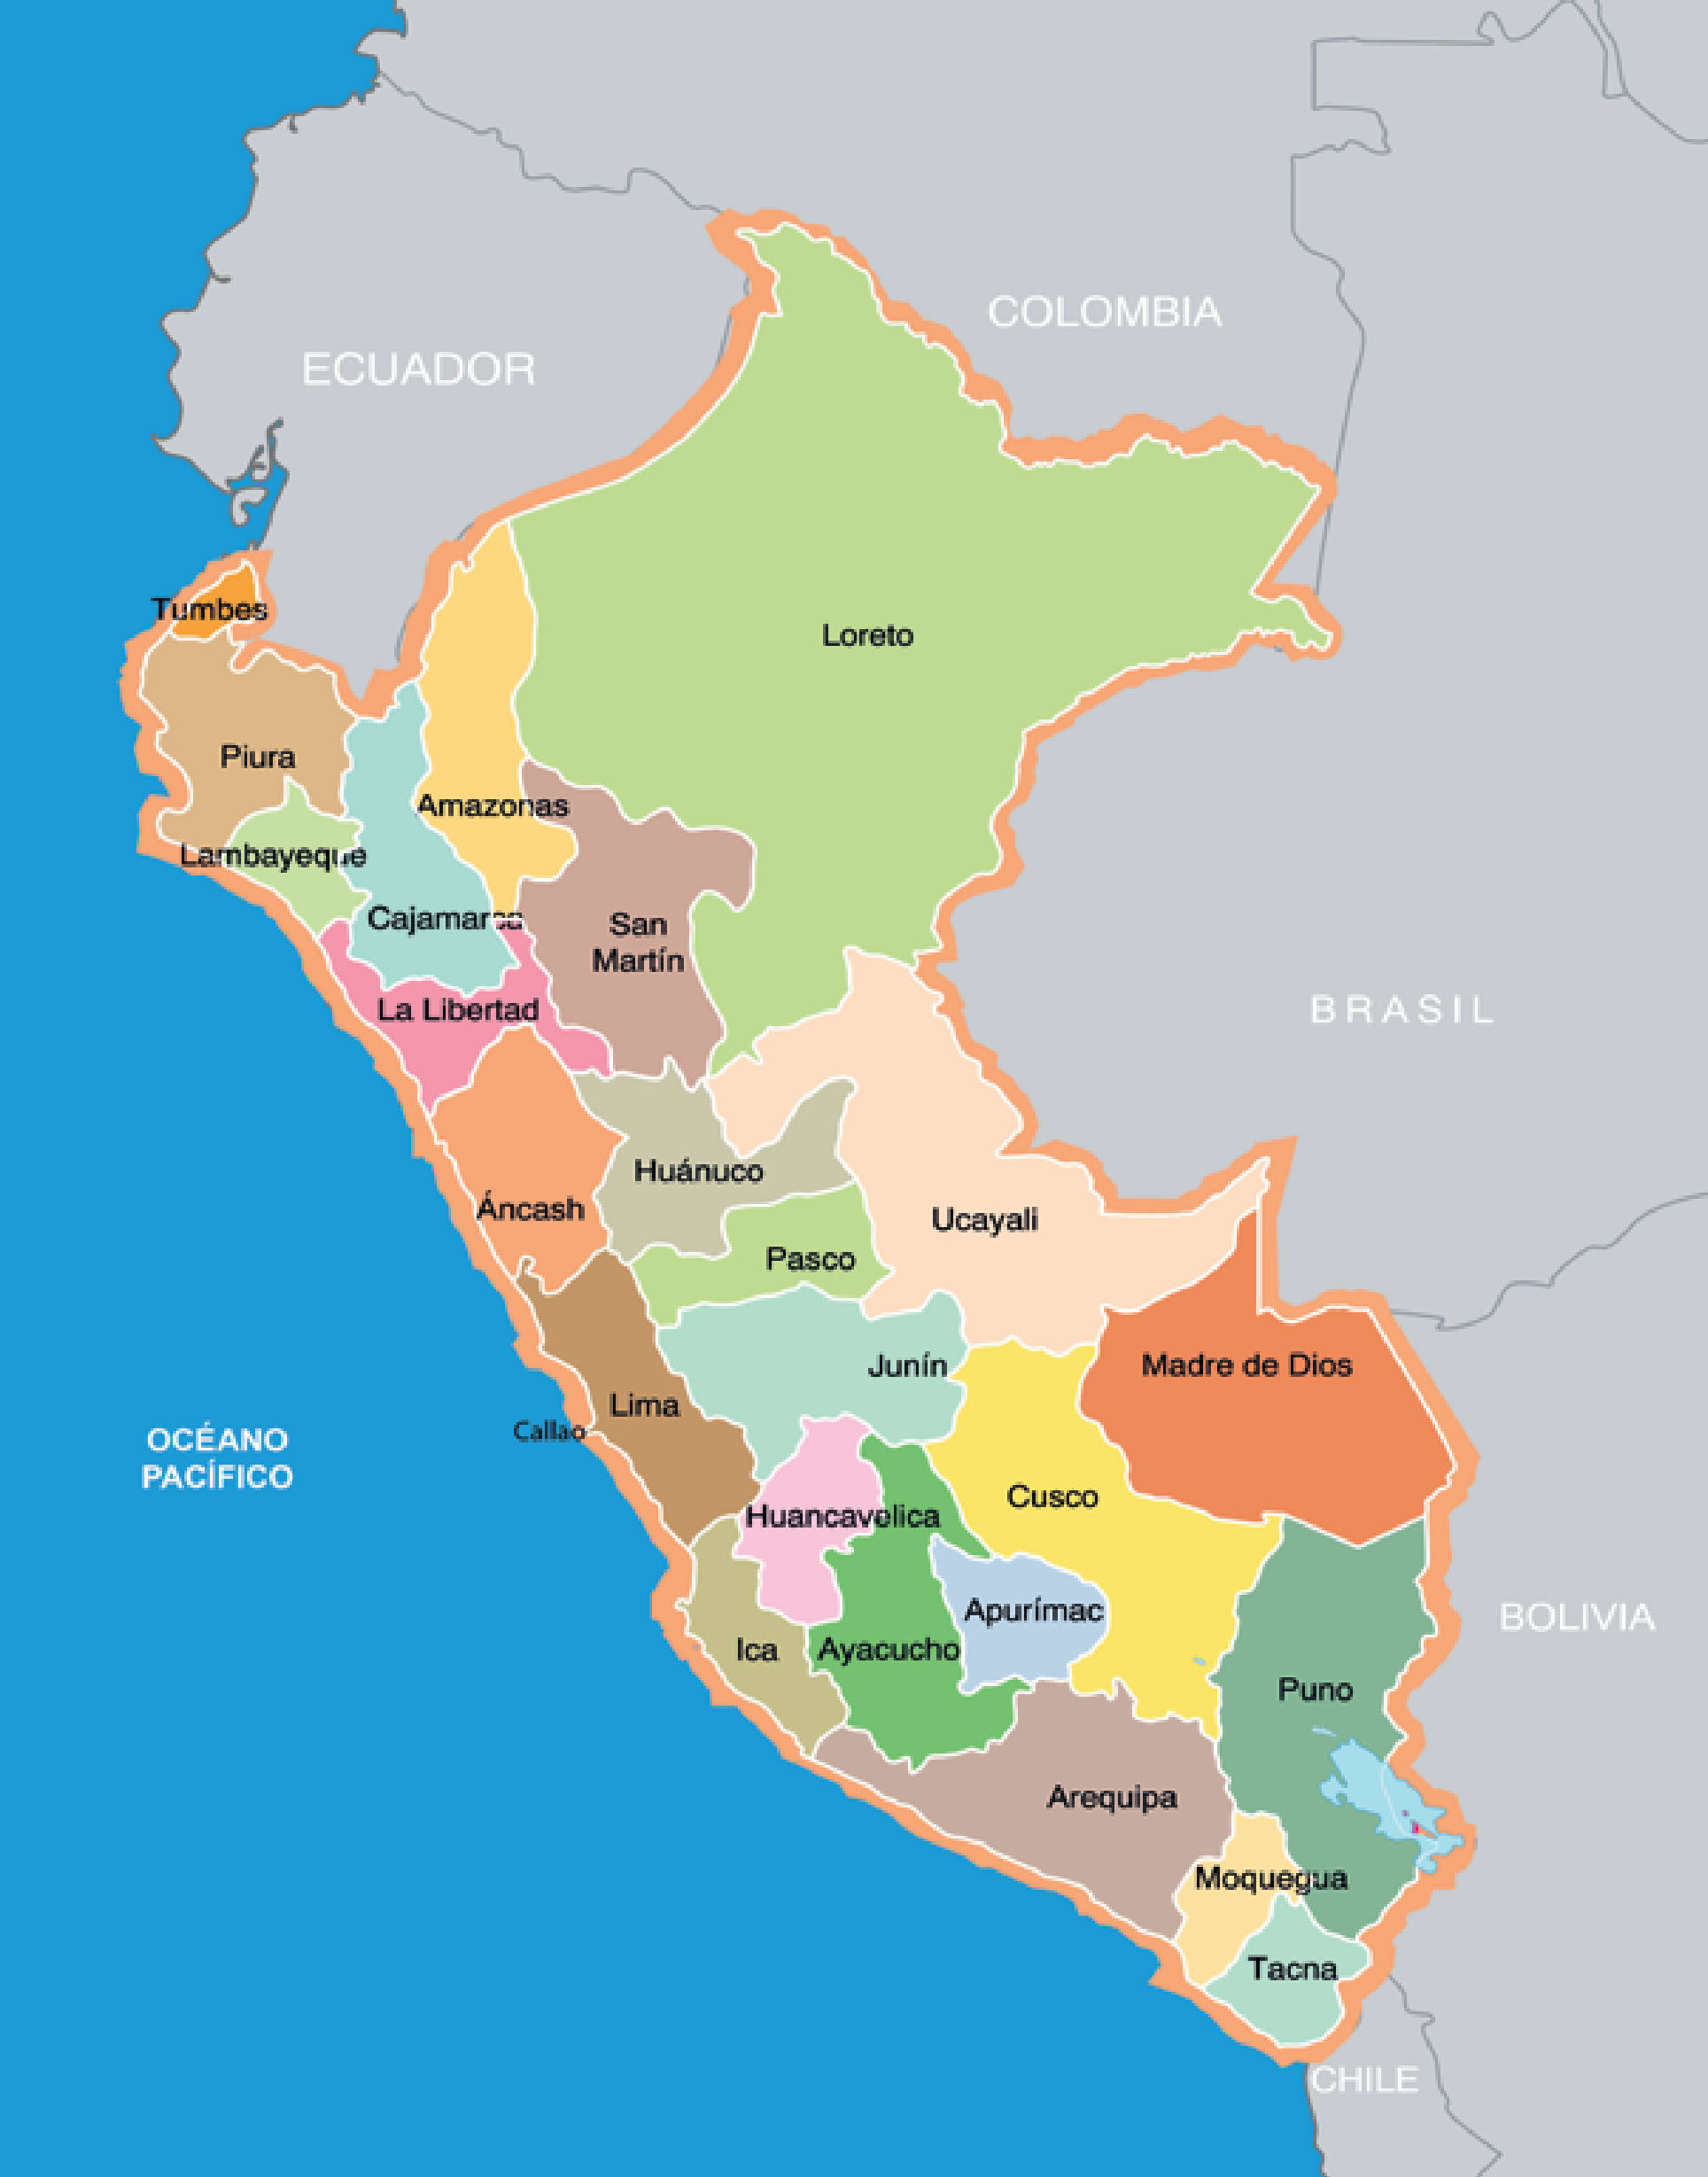 COLOMBIA
ECUADOR
Tumbes
Loreto
Piura
Amazonas
Lambayeque
Cajamarca
San
Martín
La Libertad
BRASIL
Huánuco
Áncash
Ucayali
Pasco
Junín
Madre de Dios
Lima
Callao
OCÉANO
PACÍFICO
Cusco
Huancavelica
Apurímac
BOLIVIA
Ica
Ayacucho
Puno
Arequipa
Moquegua
Tacna
CHILE